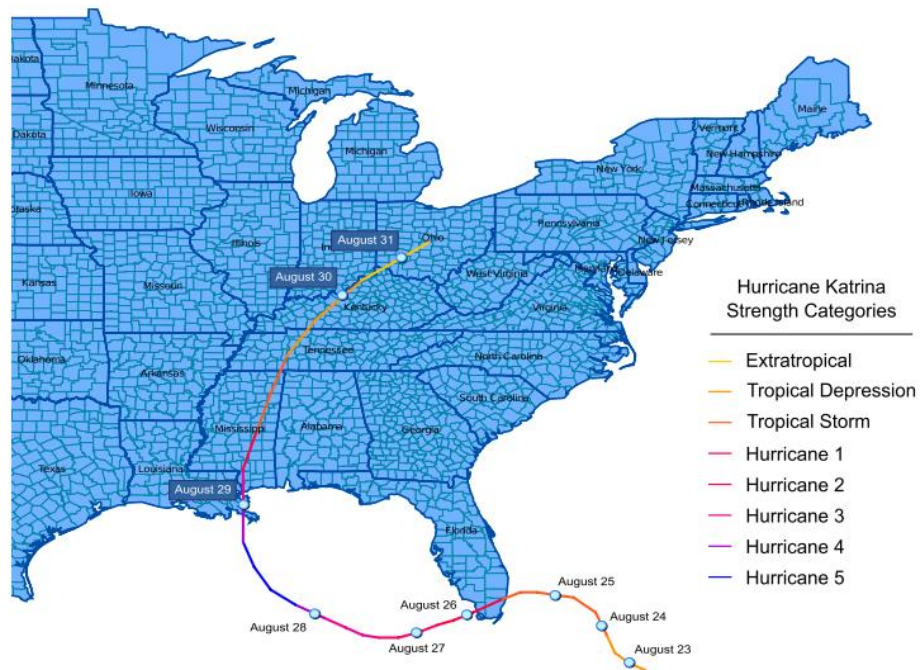 Dakota
Minnesota
Michigan
Wisconsin
Dakota
Michigan
Maine
Vermont
New Hampshire
New York
Massachusetts
Connecticut
Rhode Island
Iowa
Nebraska
Pennsylvania
New Jersey
Ohio
August 31
Illinois
August 30
Maryland
Delaware
West Virginia
Kansas
Missouri
Kentucky
Virginia
Hurricane Katrina
Strength Categories
Oklahoma
Tennessee
North Carolina
Arkansas
South Carolina
Extratropical
Tropical Depression
Tropical Storm
Hurricane 1
Hurricane 2
Hurricane 3
Hurricane 4
Hurricane 5
Mississippi
Alabama
Georgia
Texas
Louisiana
August 29
Florida
August 25
August 26
August 24
August 28
August 27
August 23